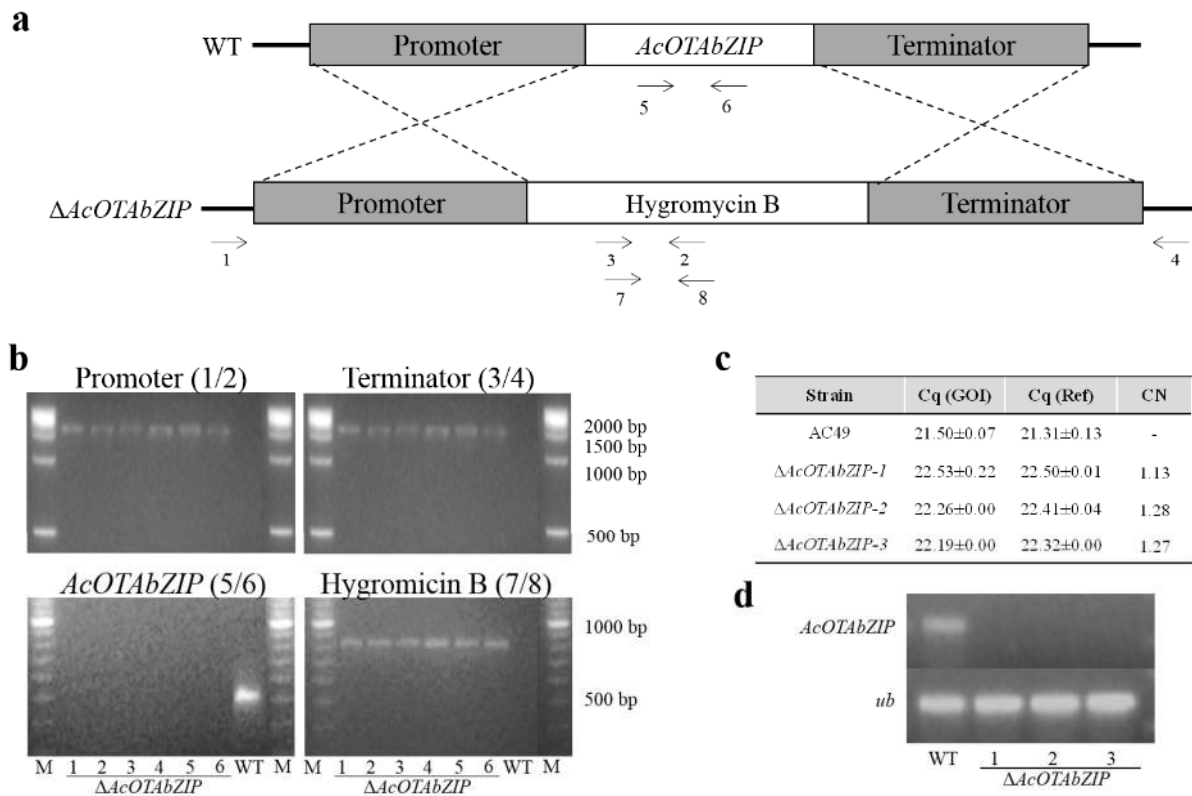 a
WT
Promoter
AcOTAbZIP
Terminator
5
6
ΔAcOTAbZIP
Promoter
Hygromycin B
Terminator
1
3
2
4
7
8
b
Promoter (1/2)
Terminator (3/4)
2000 bp
1500 bp
1000 bp
500 bp
AcOTAbZIP (5/6)
Hygromicin B (7/8)
1000 bp
500 bp
M 1 2 3 4 5 6 WT M 1 2 3 4 5 6 WT M
ΔAcOTAbZIP
ΔAcOTAbZIP
c
Strain Cq (GOI) Cq (Ref) CN
AC49 21.50±0.07 21.31±0.13 -
ΔAcOTAbZIP-1 22.53±0.22 22.50±0.01 1.13
ΔAcOTAbZIP-2 22.26±0.00 22.41±0.04 1.28
ΔAcOTAbZIP-3 22.19±0.00 22.32±0.00 1.27
d
AcOTAbZIP
ub
WT 1 2 3
ΔAcOTAbZIP